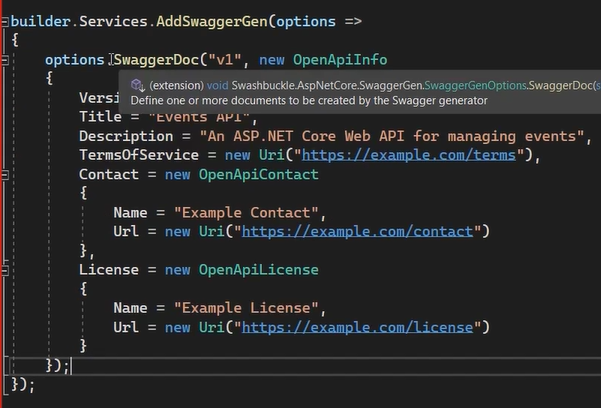 builder.Services.AddSwaggerGen(options =>
{
    options.SwaggerDoc("v1", new OpenApiInfo
    {
(extension) void Swashbuckle.AspNetCore.SwaggerGen.SwaggerGenOptions.SwaggerDoc(s
        Versi
Define one or more documents to be created by the Swagger generator
        Title = "Events API",
        Description = "An ASP.NET Core Web API for managing events",
        TermsOfService = new Uri("https://example.com/terms"),
        Contact = new OpenApiContact
        {
            Name = "Example Contact",
            Url = new Uri("https://example.com/contact")
        },
        License = new OpenApiLicense
        {
            Name = "Example License",
            Url = new Uri("https://example.com/license")
        }
    });
});